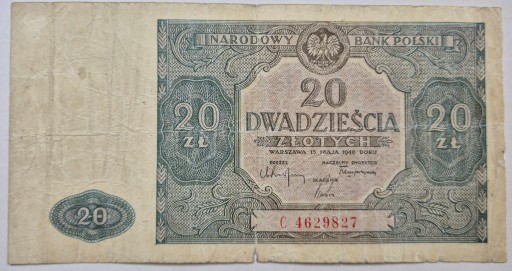 NARODOWY BANK POLSKI
20 ZŁ
20
DWADZIEŚCIA
ZŁOTYCH
WARSZAWA 15 MAJA 1946 ROKU
PREZES NACZELNY DYREKTOR
SKARBNIK
20 ZŁ
20
C 4629827